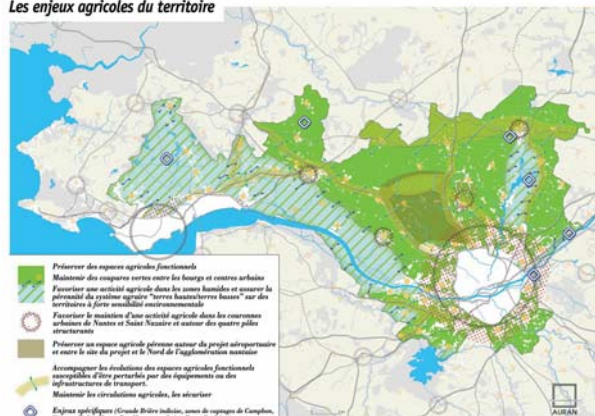 Les enjeux agricoles du territoire
Préserver des espaces agricoles fonctionnels
Maintenir des coupures vertes entre les bourgs et centres urbains
Favoriser une activité agricole dans les zones humides et assurer la
pérennité du système agraire "terres hautes/terres basses" sur des
territoires à forte sensibilité environnementale
Favoriser le maintien d'une activité agricole dans les couronnes
urbaines de Nantes et Saint Nazaire et autour des quatre pôles
structurants
Préserver un espace agricole pérenne autour du projet aéroportuaire
et entre le site du projet et le Nord de l'agglomération nantaise
Accompagner les évolutions des espaces agricoles fonctionnels
susceptibles d'être perturbés par des équipements ou des
infrastructures de transport.
Maintenir les circulations agricoles, les sécuriser
Enjeux spécifiques (Grande Brière indivise, zones de captages de Campbon,
AURAN